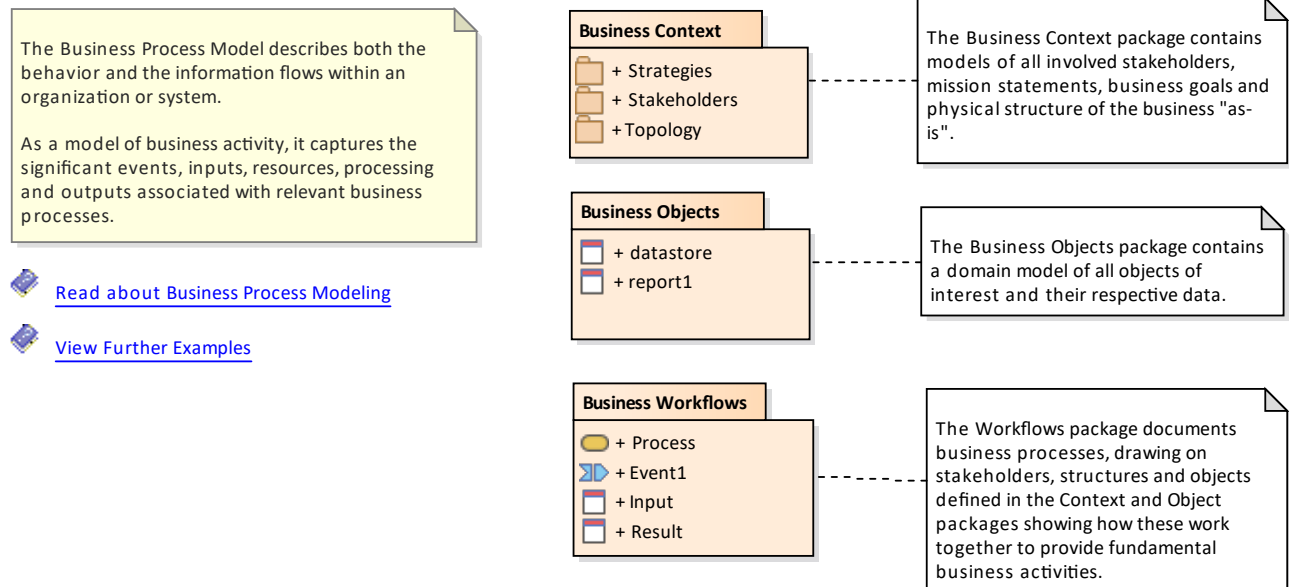 The Business Process Model describes both the
behavior and the information flows within an
organization or system.
As a model of business activity, it captures the
significant events, inputs, resources, processing
and outputs associated with relevant business
processes.
Read about Business Process Modeling
View Further Examples
Business Context
+ Strategies
+ Stakeholders
+ Topology
The Business Context package contains
models of all involved stakeholders,
mission statements, business goals and
physical structure of the business "as-
is".
Business Objects
+ datastore
+ report1
The Business Objects package contains
a domain model of all objects of
interest and their respective data.
Business Workflows
+ Process
+ Event1
+ Input
+ Result
The Workflows package documents
business processes, drawing on
stakeholders, structures and objects
defined in the Context and Object
packages showing how these work
together to provide fundamental
business activities.